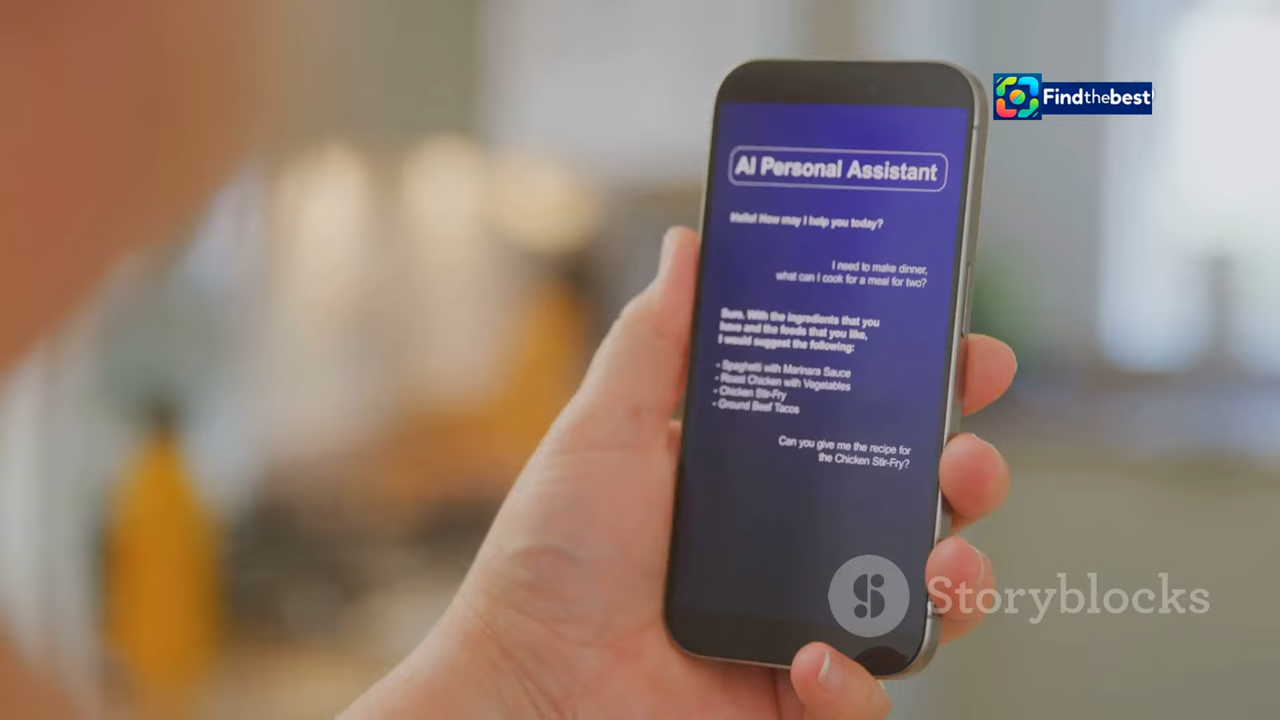 Findthebest
AI Personal Assistant
Hello! How may I help you today?
I need to make dinner,
what can I cook for a meal for two?
Sure. With the ingredients that you
have and the foods that you like,
I would suggest the following:
- Spaghetti with Marinara Sauce
- Roast Chicken with Vegetables
- Chicken Stir-Fry
- Ground Beef Tacos
Can you give me the recipe for
the Chicken Stir-Fry?
Storyblocks